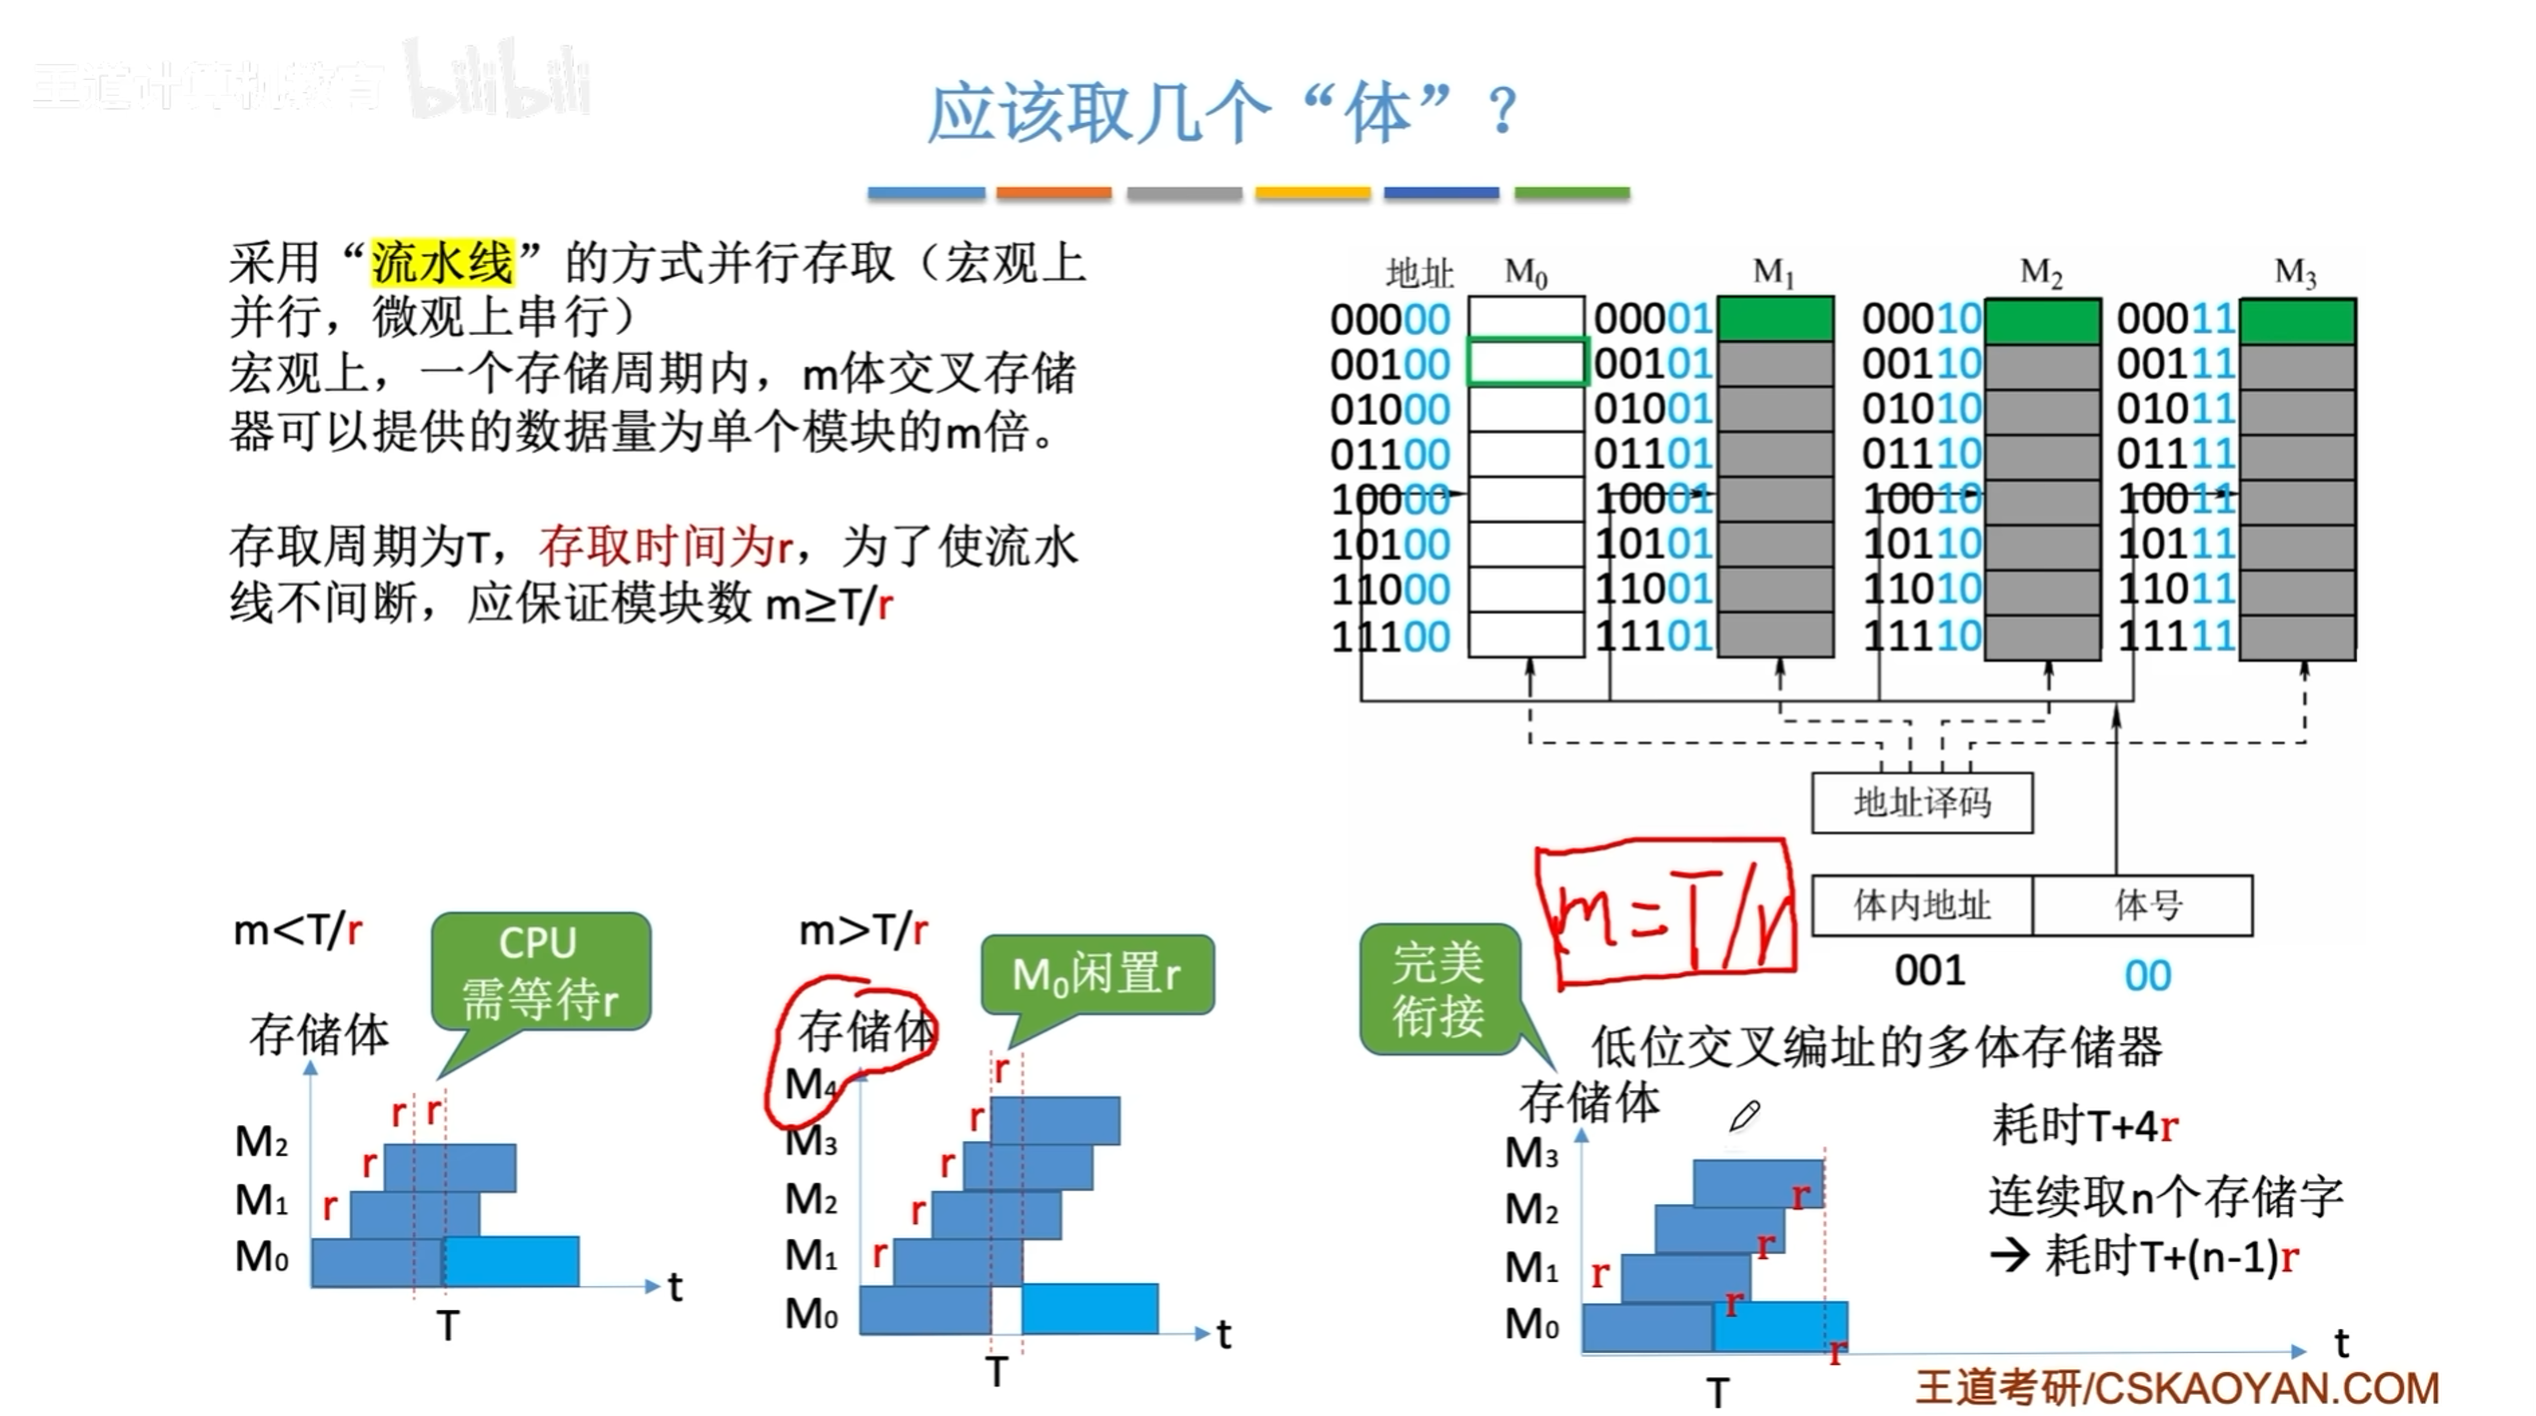 王道计算机教育 bilibili
应该取几个“体”？
采用“流水线”的方式并行存取（宏观上
并行，微观上串行）
宏观上，一个存储周期内，m体交叉存储
器可以提供的数据量为单个模块的m倍。
存取周期为T，存取时间为r，为了使流水
线不间断，应保证模块数 m≥T/r
地址 M0 M1 M2 M3
00000 00001 00010 00011
00100 00101 00110 00111
01000 01001 01010 01011
01100 01101 01110 01111
10000 10001 10010 10011
10100 10101 10110 10111
11000 11001 11010 11011
11100 11101 11110 11111
地址译码
体内地址 体号
001 00
低位交叉编址的多体存储器
m=T/r
m<T/r
CPU
需等待r
存储体
r r
M2 r
M1 r
M0
t
T
m>T/r
M0闲置r
存储体
r
M4 r
M3 r
M2 r
M1 r
M0
t
T
完美
衔接
存储体
M3 r
M2 r
M1 r r
M0 r
t
T
耗时T+4r
连续取n个存储字
→ 耗时T+(n-1)r
王道考研/CSKAOYAN.COM